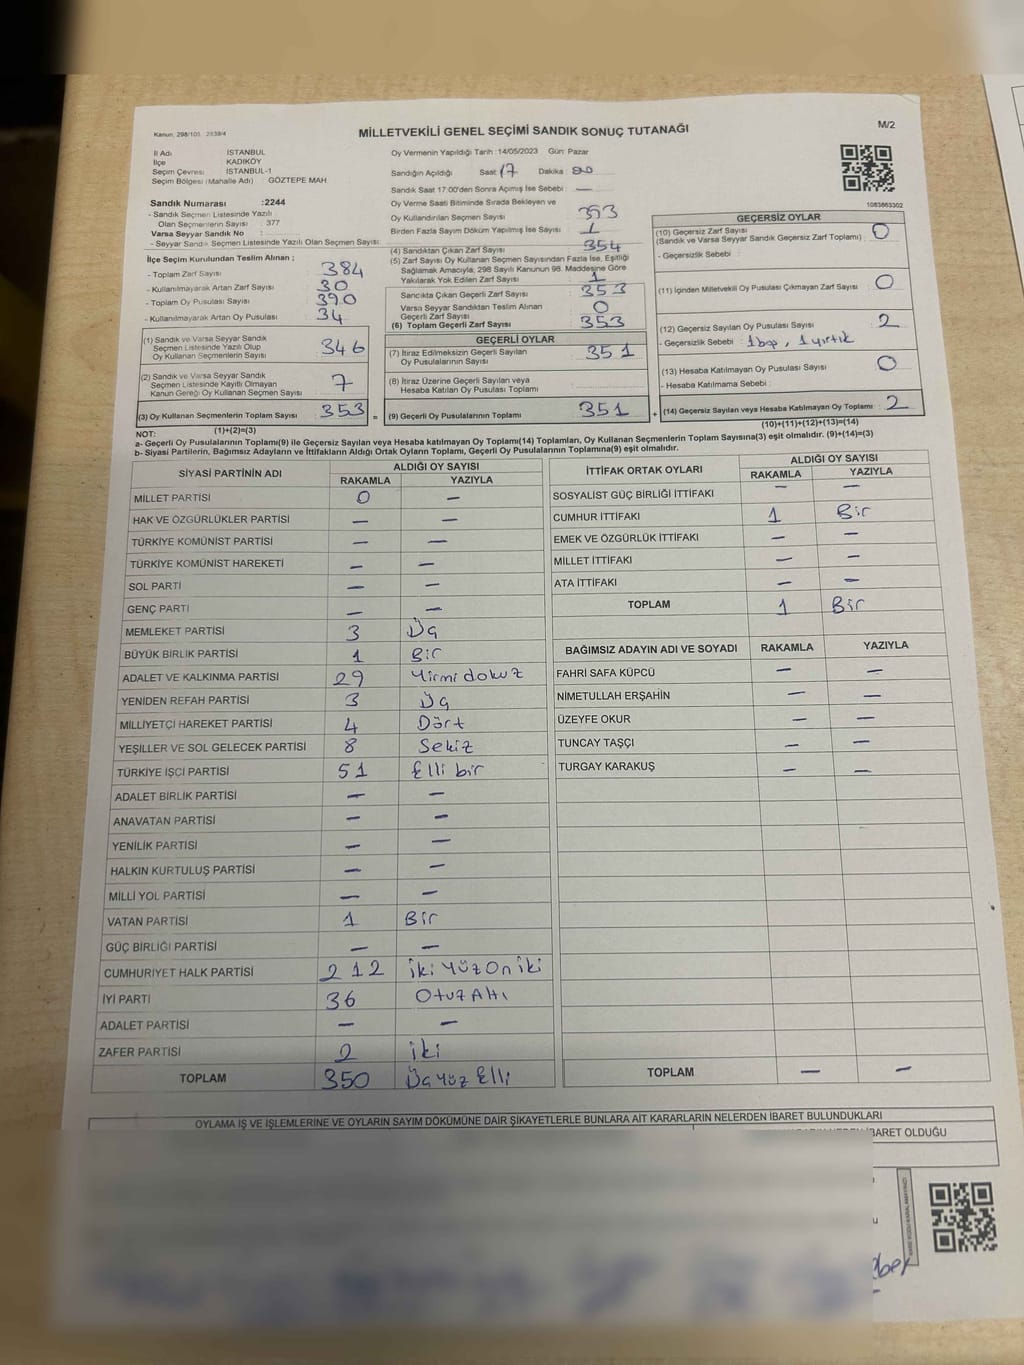 Kanun, 298/105 2839/4
MİLLETVEKİLİ GENEL SEÇİMİ SANDIK SONUÇ TUTANAĞI
M/2
İl Adı İSTANBUL
İlçe KADIKÖY
Seçim Çevresi İSTANBUL-1
Seçim Bölgesi (Mahalle Adı) GÖZTEPE MAH.
Oy Vermenin Yapıldığı Tarih :14/05/2023 Gün: Pazar
Sandığın Açıldığı Saat 17 Dakika :
Sandık Saat 17:00'den Sonra Açılmış İse Sebebi : —
1083863302
Sandık Numarası :2244
- Sandık Seçmen Listesinde Yazılı
Olan Seçmenlerin Sayısı : 377
Varsa Seyyar Sandık No :
- Seyyar Sandık Seçmen Listesinde Yazılı Olan Seçmen Sayısı:
Oy Verme Saati Bitiminde Sırada Bekleyen ve
Oy Kullandırılan Seçmen Sayısı
Birden Fazla Sayım Döküm Yapılmış İse Sayısı 1
İlçe Seçim Kurulundan Teslim Alınan ;
- Toplam Zarf Sayısı : 384
- Kullanılmayarak Artan Zarf Sayısı : 30
- Toplam Oy Pusulası Sayısı : 390
- Kullanılmayarak Artan Oy Pusulası : 34
(1) Sandık ve Varsa Seyyar Sandık
Seçmen Listesinde Yazılı Olup
Oy Kullanan Seçmenlerin Sayısı : 346
(2) Sandık ve Varsa Seyyar Sandık
Seçmen Listesinde Kayıtlı Olmayan
Kanun Gereği Oy Kullanan Seçmen Sayısı : 7
(3) Oy Kullanan Seçmenlerin Toplam Sayısı : 353 =
(1)+(2)=(3)
(4) Sandıktan Çıkan Zarf Sayısı : 354
(5) Zarf Sayısı Oy Kullanan Seçmen Sayısından Fazla İse, Eşitliği
Sağlamak Amacıyla; 298 Sayılı Kanunun 98. Maddesine Göre
Yakılarak Yok Edilen Zarf Sayısı : 1
Sandıkta Çıkan Geçerli Zarf Sayısı : 353
Varsa Seyyar Sandıktan Teslim Alınan
Geçerli Zarf Sayısı : 0
(6) Toplam Geçerli Zarf Sayısı : 353
GEÇERLİ OYLAR
(7) İtiraz Edilmeksizin Geçerli Sayılan
Oy Pusulalarının Sayısı : 351
(8) İtiraz Üzerine Geçerli Sayılan veya
Hesaba Katılan Oy Pusulası Toplamı :
(9) Geçerli Oy Pusulalarının Toplamı : 351 +
GEÇERSİZ OYLAR
(10) Geçersiz Zarf Sayısı
(Sandık ve Varsa Seyyar Sandık Geçersiz Zarf Toplamı) : 0
- Geçersizlik Sebebi :
(11) İçinden Milletvekili Oy Pusulası Çıkmayan Zarf Sayısı : 0
(12) Geçersiz Sayılan Oy Pusulası Sayısı : 2
- Geçersizlik Sebebi : 1 boş, 1 yırtık
(13) Hesaba Katılmayan Oy Pusulası Sayısı : 0
- Hesaba Katılmama Sebebi :
(14) Geçersiz Sayılan veya Hesaba Katılmayan Oy Toplamı : 2
(10)+(11)+(12)+(13)=(14)
NOT:
a- Geçerli Oy Pusulalarının Toplamı(9) ile Geçersiz Sayılan veya Hesaba katılmayan Oy Toplamı(14) Toplamları, Oy Kullanan Seçmenlerin Toplam Sayısına(3) eşit olmalıdır. (9)+(14)=(3)
b- Siyasi Partilerin, Bağımsız Adayların ve İttifakların Aldığı Ortak Oyların Toplamı, Geçerli Oy Pusulalarının Toplamına(9) eşit olmalıdır.
SİYASİ PARTİNİN ADI ALDIĞI OY SAYISI
RAKAMLA YAZIYLA
MİLLET PARTİSİ 0 —
HAK VE ÖZGÜRLÜKLER PARTİSİ — —
TÜRKİYE KOMÜNİST PARTİSİ — —
TÜRKİYE KOMÜNİST HAREKETİ — —
SOL PARTİ — —
GENÇ PARTİ — —
MEMLEKET PARTİSİ 3 Üç
BÜYÜK BİRLİK PARTİSİ 1 Bir
ADALET VE KALKINMA PARTİSİ 29 Yirmi dokuz
YENİDEN REFAH PARTİSİ 3 Üç
MİLLİYETÇİ HAREKET PARTİSİ 4 Dört
YEŞİLLER VE SOL GELECEK PARTİSİ 8 Sekiz
TÜRKİYE İŞÇİ PARTİSİ 51 Elli bir
ADALET BİRLİK PARTİSİ — —
ANAVATAN PARTİSİ — —
YENİLİK PARTİSİ — —
HALKIN KURTULUŞ PARTİSİ — —
MİLLİ YOL PARTİSİ — —
VATAN PARTİSİ 1 Bir
GÜÇ BİRLİĞİ PARTİSİ — —
CUMHURİYET HALK PARTİSİ 212 İki Yüz On iki
İYİ PARTİ 36 Otuz Altı
ADALET PARTİSİ — —
ZAFER PARTİSİ 2 İki
TOPLAM 350 Üç yüz Elli
İTTİFAK ORTAK OYLARI ALDIĞI OY SAYISI
RAKAMLA YAZIYLA
SOSYALİST GÜÇ BİRLİĞİ İTTİFAKI — —
CUMHUR İTTİFAKI 1 Bir
EMEK VE ÖZGÜRLÜK İTTİFAKI — —
MİLLET İTTİFAKI — —
ATA İTTİFAKI — —
TOPLAM 1 Bir
BAĞIMSIZ ADAYIN ADI VE SOYADI RAKAMLA YAZIYLA
FAHRİ SAFA KÜPCÜ — —
NİMETULLAH ERŞAHİN — —
ÜZEYFE OKUR — —
TUNCAY TAŞÇI — —
TURGAY KARAKUŞ — —
TOPLAM — —
OYLAMA İŞ VE İŞLEMLERİNE VE OYLARIN SAYIM DÖKÜMÜNE DAİR ŞİKAYETLERLE BUNLARA AİT KARARLARIN NELERDEN İBARET BULUNDUKLARI
İBARET OLDUĞU